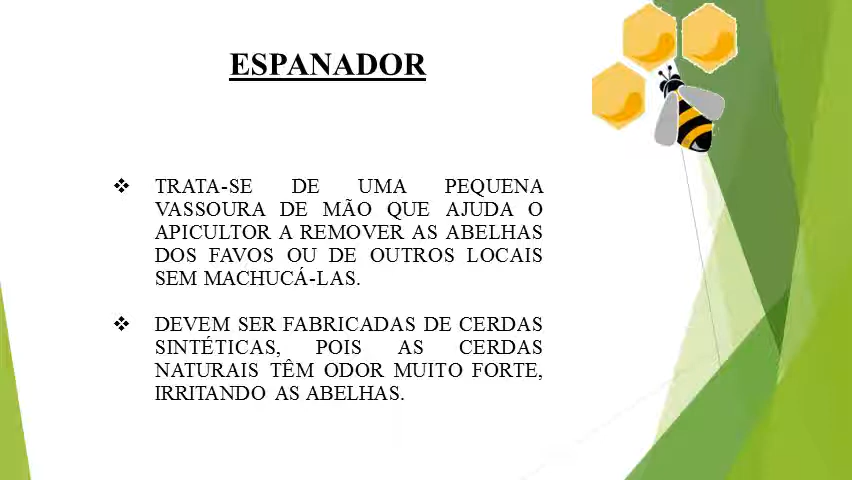 ESPANADOR
❖ TRATA-SE DE UMA PEQUENA
VASSOURA DE MÃO QUE AJUDA O
APICULTOR A REMOVER AS ABELHAS
DOS FAVOS OU DE OUTROS LOCAIS
SEM MACHUCÁ-LAS.
❖ DEVEM SER FABRICADAS DE CERDAS
SINTÉTICAS, POIS AS CERDAS
NATURAIS TÊM ODOR MUITO FORTE,
IRRITANDO AS ABELHAS.